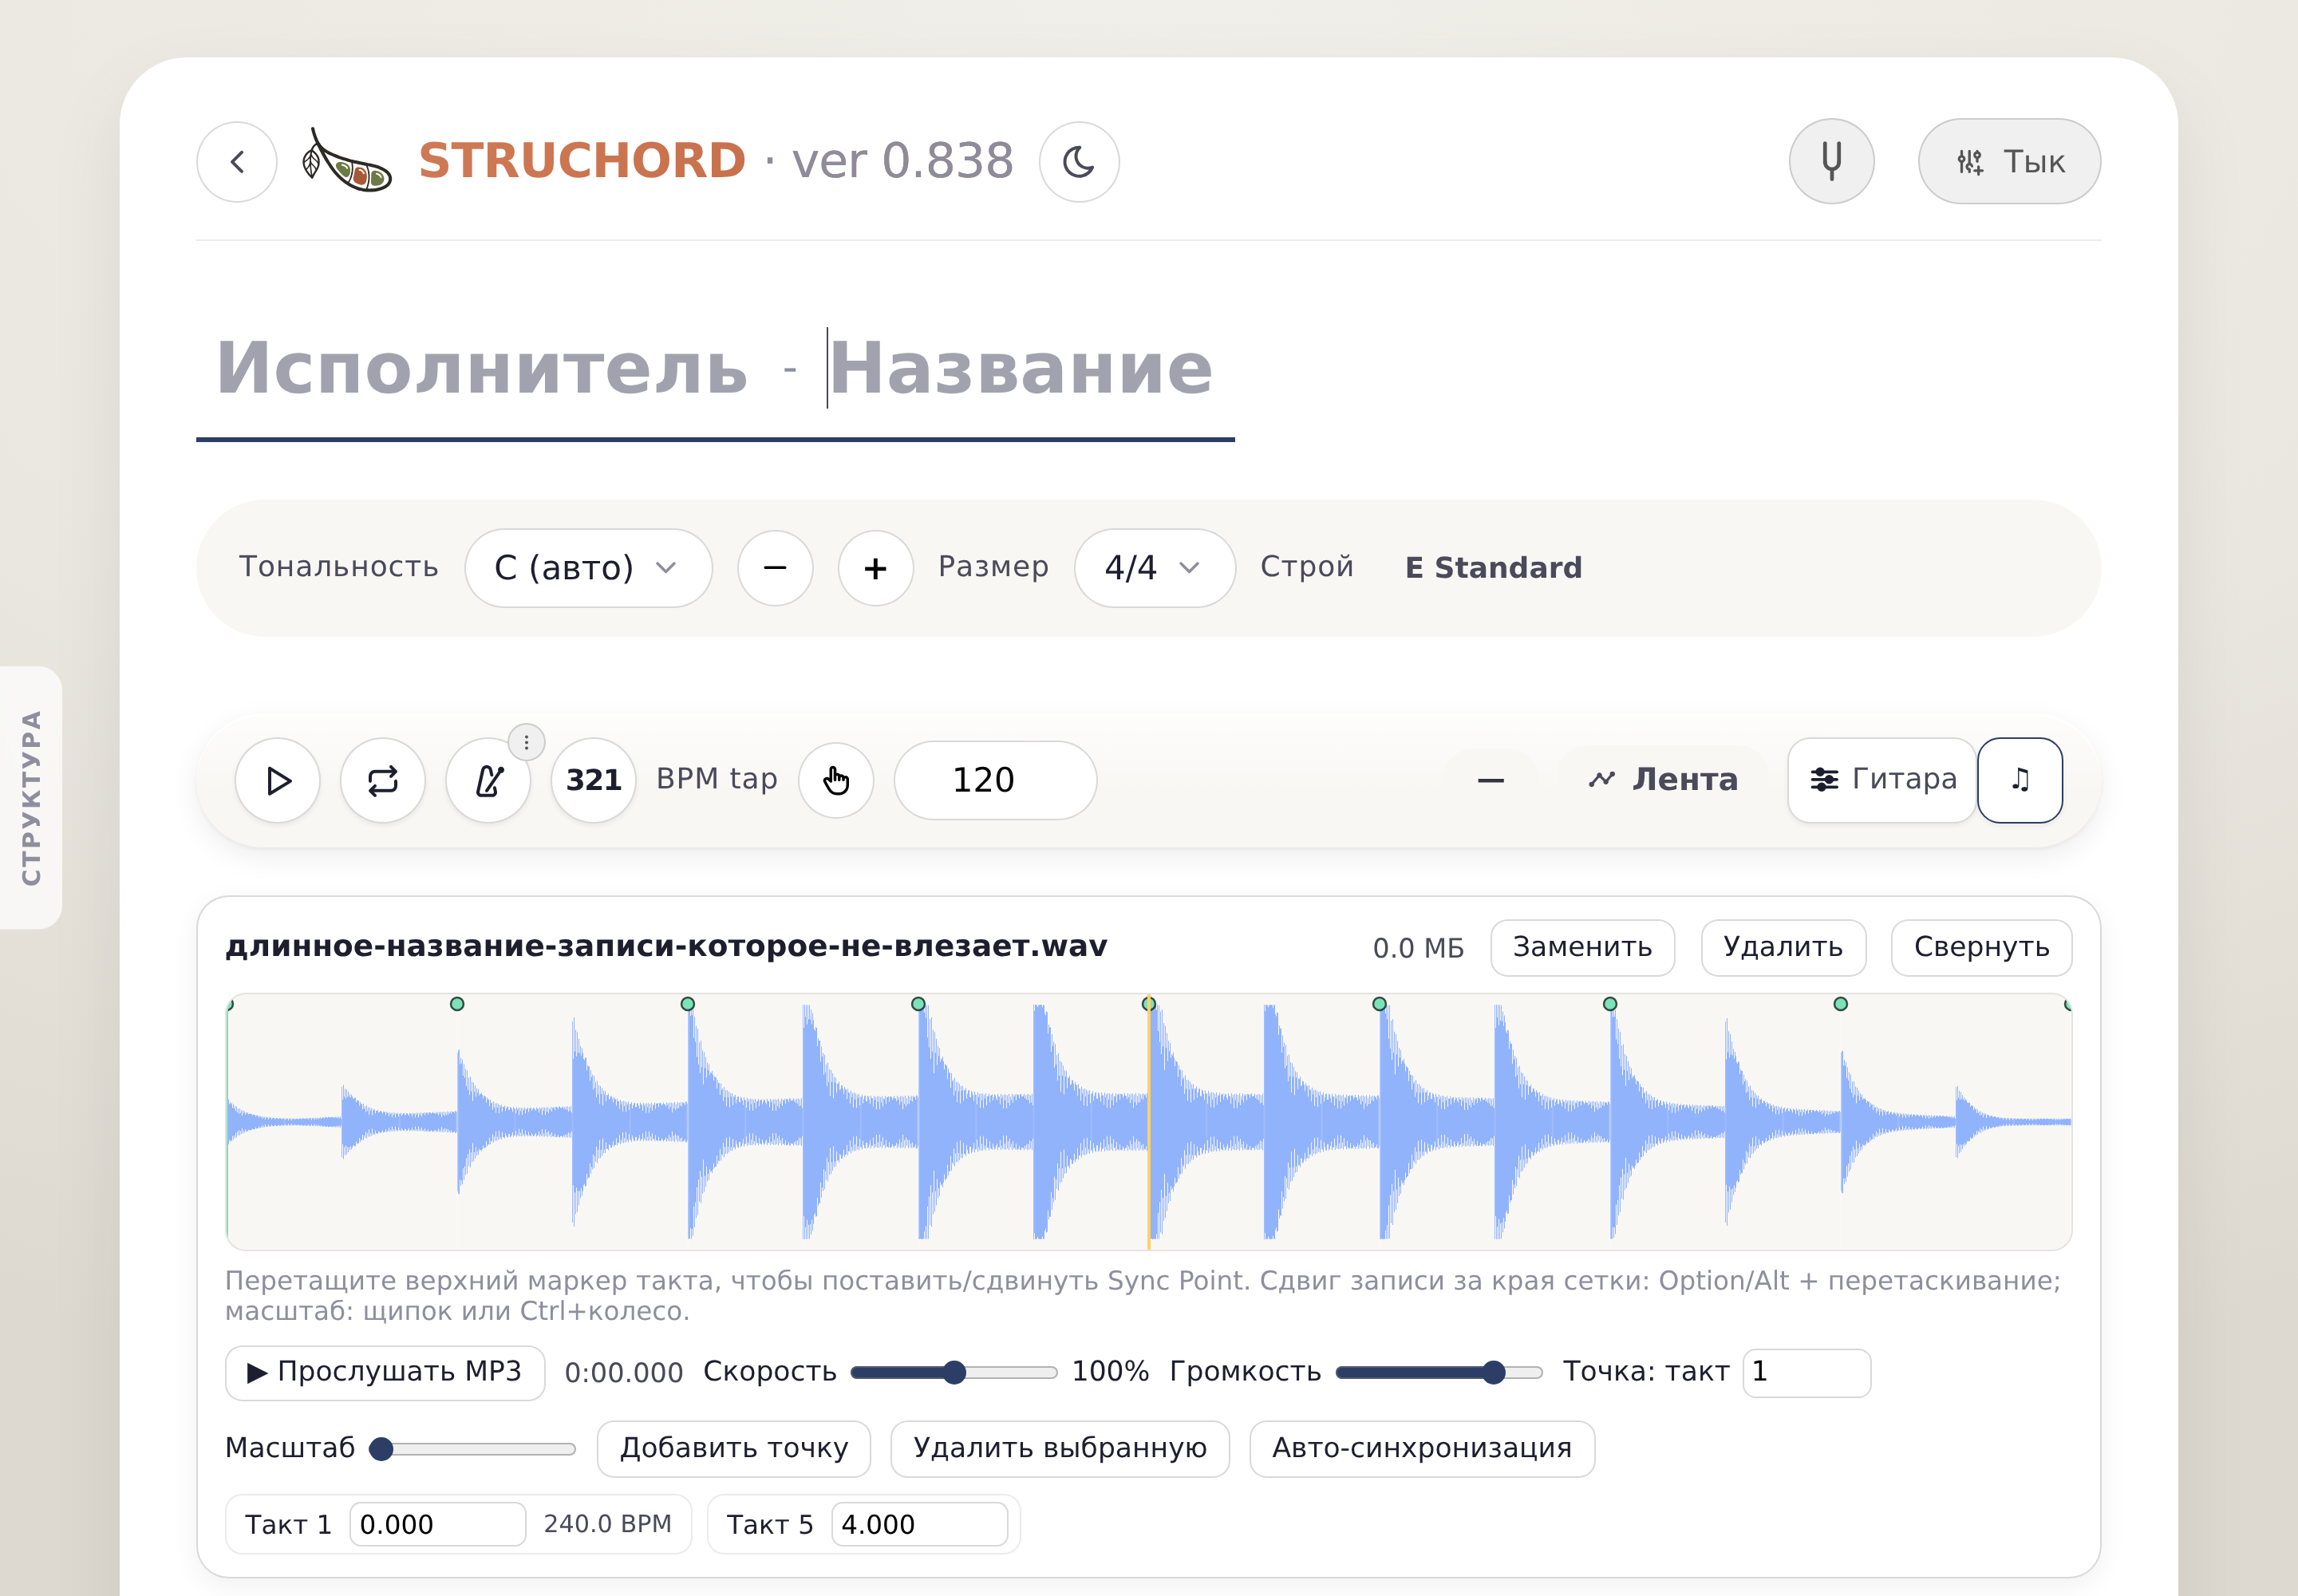 STRUCHORD · ver 0.838
Тык
Исполнитель - Название
Тональность C (авто) − + Размер 4/4 Строй E Standard
СТРУКТУРА
321 BPM tap 120 — Лента Гитара ♫
длинное-название-записи-которое-не-влезает.wav 0.0 МБ Заменить Удалить Свернуть
Перетащите верхний маркер такта, чтобы поставить/сдвинуть Sync Point. Сдвиг записи за края сетки: Option/Alt + перетаскивание;
масштаб: щипок или Ctrl+колесо.
▶ Прослушать MP3 0:00.000 Скорость 100% Громкость Точка: такт 1
Масштаб Добавить точку Удалить выбранную Авто-синхронизация
Такт 1 0.000 240.0 BPM Такт 5 4.000